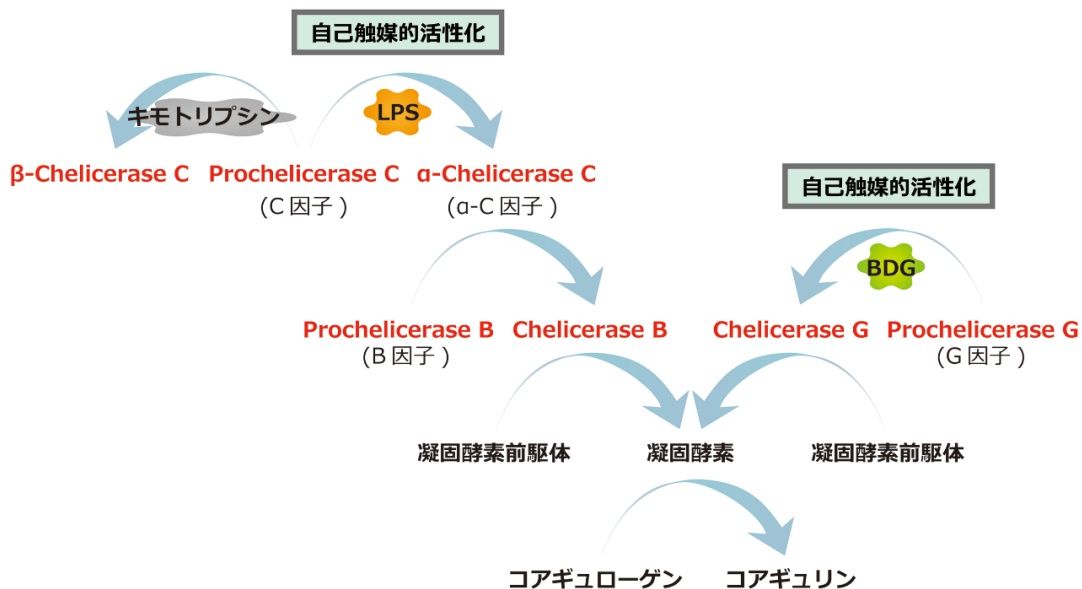 自己触媒的活性化
キモトリプシン
LPS
β-Chelicerase C Prochelicerase C α-Chelicerase C
(C 因子 ) (α-C 因子 )
自己触媒的活性化
BDG
Prochelicerase B Chelicerase B Chelicerase G Prochelicerase G
(B 因子 ) (G 因子 )
凝固酵素前駆体 凝固酵素 凝固酵素前駆体
コアギュローゲン コアギュリン